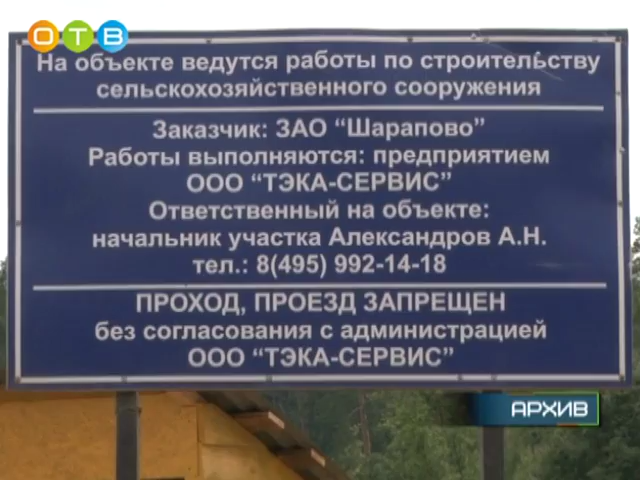 ОТВ
На объекте ведутся работы по строительству
сельскохозяйственного сооружения
Заказчик: ЗАО “Шарапово”
Работы выполняются: предприятием
ООО “ТЭКА-СЕРВИС”
Ответственный на объекте:
начальник участка Александров А.Н.
тел.: 8(495) 992-14-18
ПРОХОД, ПРОЕЗД ЗАПРЕЩЕН
без согласования с администрацией
ООО “ТЭКА-СЕРВИС”
АРХИВ